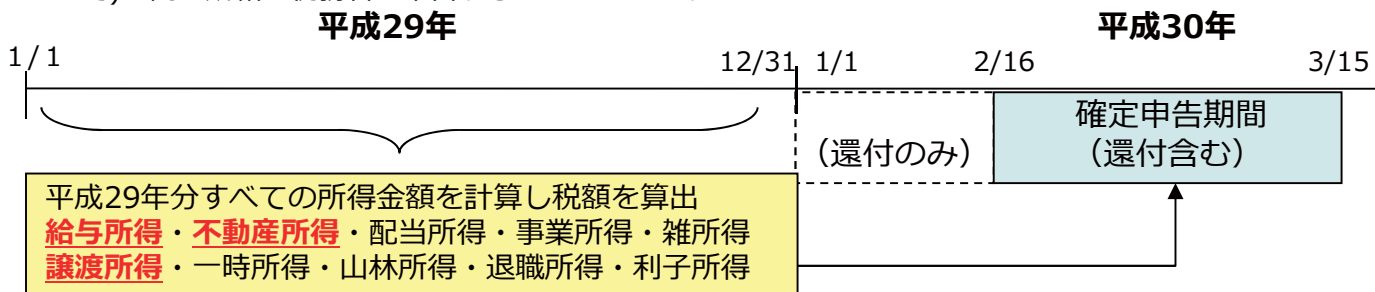 平成29年 平成30年
1/1 12/31 1/1 2/16 3/15
確定申告期間
(還付のみ) (還付含む)
平成29年分すべての所得金額を計算し税額を算出
給与所得・不動産所得・配当所得・事業所得・雑所得
譲渡所得・一時所得・山林所得・退職所得・利子所得